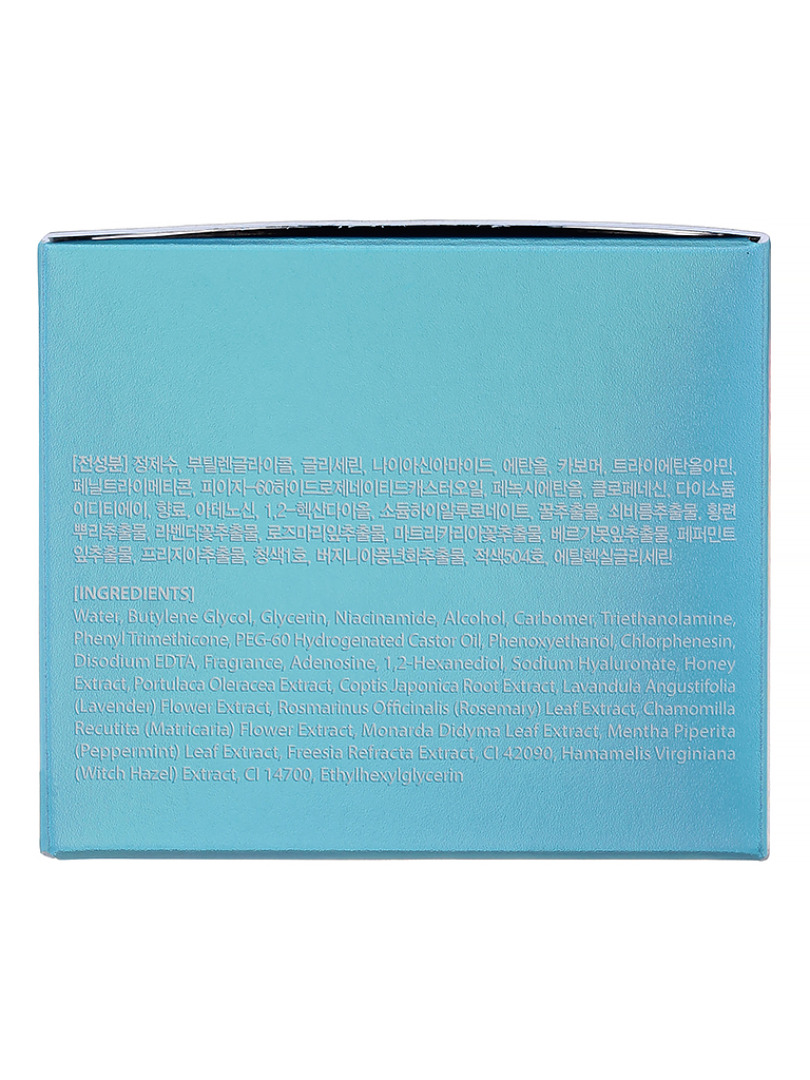 [전성분] 정제수, 부틸렌글라이콜, 글리세린, 나이아신아마이드, 에탄올, 카보머, 트라이에탄올아민,
페닐트라이메티콘, 피이지-60하이드로제네이티드캐스터오일, 페녹시에탄올, 클로페네신, 다이소듐
이디티에이, 향료, 아데노신, 1,2-헥산다이올, 소듐하이알루로네이트, 꿀추출물, 쇠비름추출물, 황련
뿌리추출물, 라벤더꽃추출물, 로즈마리잎추출물, 마트리카리아꽃추출물, 베르가못잎추출물, 페퍼민트
잎추출물, 프리지아추출물, 청색1호, 버지니아풍년화추출물, 적색504호, 에틸헥실글리세린
[INGREDIENTS]
Water, Butylene Glycol, Glycerin, Niacinamide, Alcohol, Carbomer, Triethanolamine,
Phenyl Trimethicone, PEG-60 Hydrogenated Castor Oil, Phenoxyethanol, Chlorphenesin,
Disodium EDTA, Fragrance, Adenosine, 1,2-Hexanediol, Sodium Hyaluronate, Honey
Extract, Portulaca Oleracea Extract, Coptis Japonica Root Extract, Lavandula Angustifolia
(Lavender) Flower Extract, Rosmarinus Officinalis (Rosemary) Leaf Extract, Chamomilla
Recutita (Matricaria) Flower Extract, Monarda Didyma Leaf Extract, Mentha Piperita
(Peppermint) Leaf Extract, Freesia Refracta Extract, CI 42090, Hamamelis Virginiana
(Witch Hazel) Extract, CI 14700, Ethylhexylglycerin